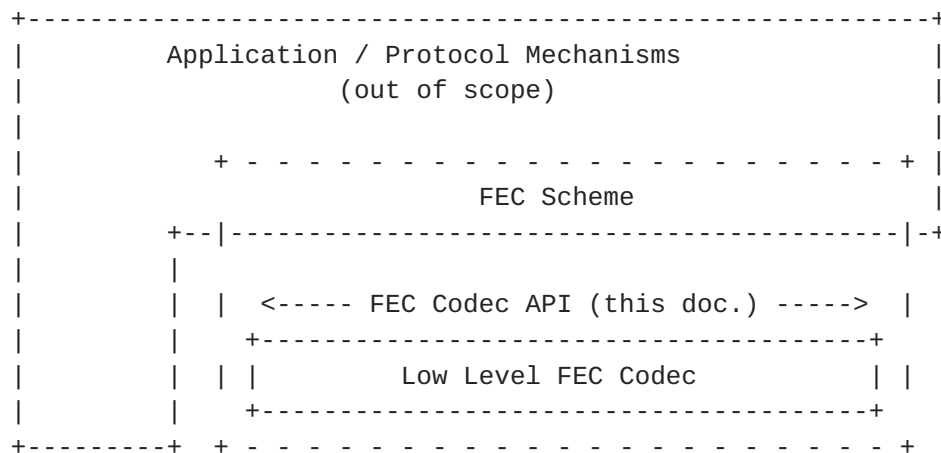 Application / Protocol Mechanisms
(out of scope)
FEC Scheme
<----- FEC Codec API (this doc.) ----->
Low Level FEC Codec